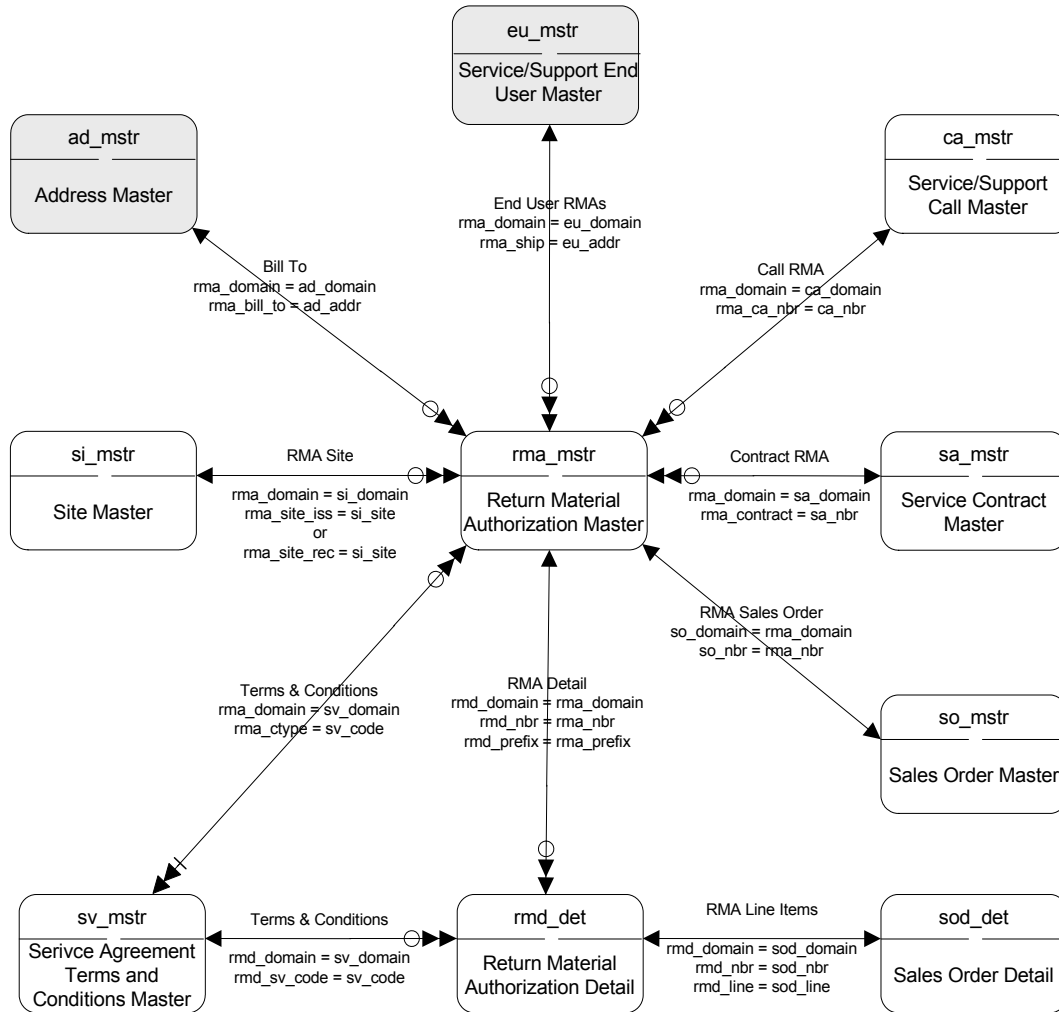 eu_mstr
Service/Support End
User Master
ad_mstr
Address Master
ca_mstr
Service/Support
Call Master
End User RMAs
rma_domain = eu_domain
rma_ship = eu_addr
Bill To
rma_domain = ad_domain
rma_bill_to = ad_addr
Call RMA
rma_domain = ca_domain
rma_ca_nbr = ca_nbr
si_mstr
Site Master
RMA Site
rma_domain = si_domain
rma_site_iss = si_site
or
rma_site_rec = si_site
rma_mstr
Return Material
Authorization Master
Contract RMA
rma_domain = sa_domain
rma_contract = sa_nbr
sa_mstr
Service Contract
Master
RMA Sales Order
so_domain = rma_domain
so_nbr = rma_nbr
Terms & Conditions
rma_domain = sv_domain
rma_ctype = sv_code
RMA Detail
rmd_domain = rma_domain
rmd_nbr = rma_nbr
rmd_prefix = rma_prefix
so_mstr
Sales Order Master
sv_mstr
Serivce Agreement
Terms and
Conditions Master
Terms & Conditions
rmd_domain = sv_domain
rmd_sv_code = sv_code
rmd_det
Return Material
Authorization Detail
RMA Line Items
rmd_domain = sod_domain
rmd_nbr = sod_nbr
rmd_line = sod_line
sod_det
Sales Order Detail